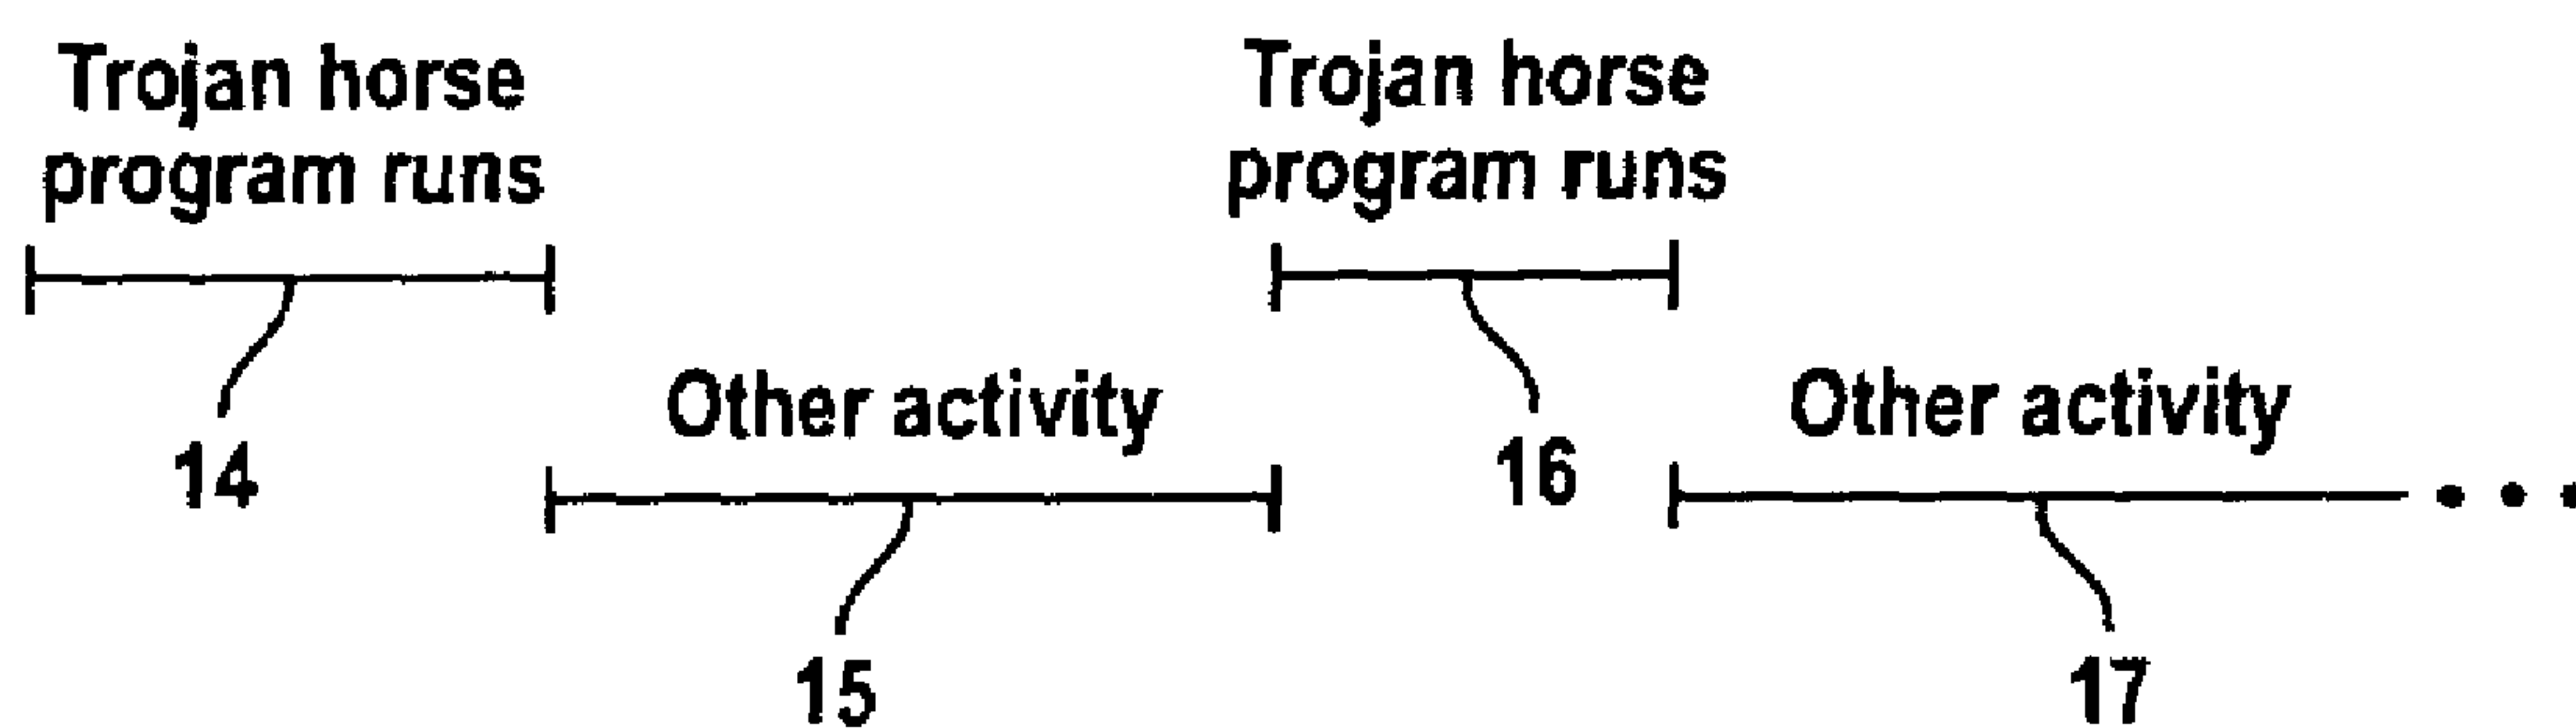 Trojan horse
program runs
Trojan horse
program runs
14
Other activity
16
Other activity
15
17